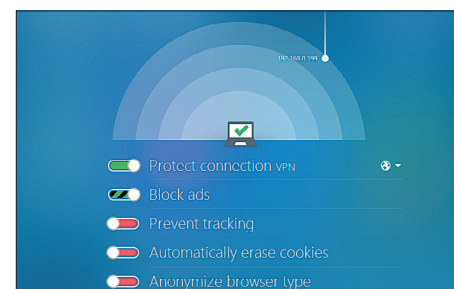 192.168.0.199
Protect connection VPN
Block ads
Prevent tracking
Automatically erase cookies
Anonymize browser type